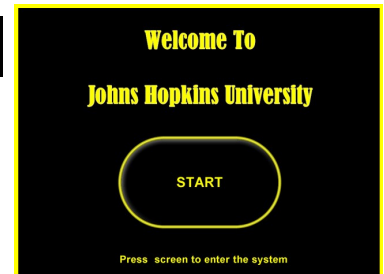 Welcome To
Johns Hopkins University
START
Press screen to enter the system